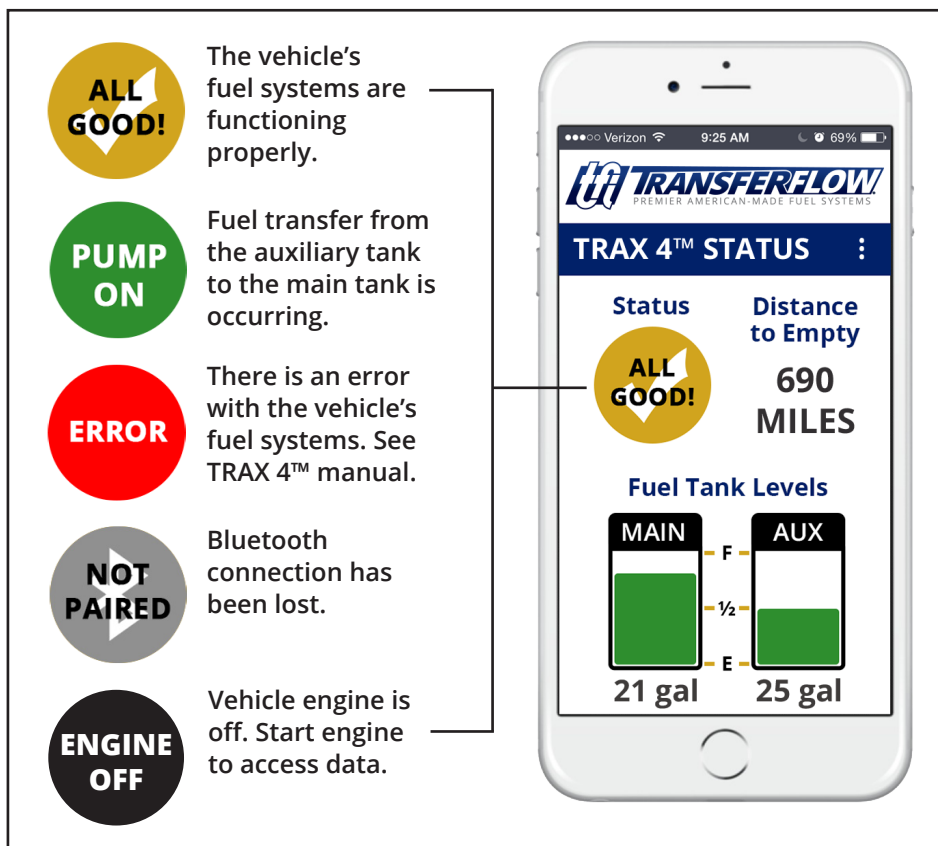 ALL
GOOD!
The vehicle's
fuel systems are
functioning
properly.
PUMP
ON
Fuel transfer from
the auxiliary tank
to the main tank is
occurring.
ERROR
There is an error
with the vehicle's
fuel systems. See
TRAX 4™ manual.
NOT
PAIRED
Bluetooth
connection has
been lost.
ENGINE
OFF
Vehicle engine is
off. Start engine
to access data.
Verizon 9:25 AM 69%
tfi TRANSFER FLOW
PREMIER AMERICAN-MADE FUEL SYSTEMS
TRAX 4™ STATUS
Status
ALL
GOOD!
Distance
to Empty
690
MILES
Fuel Tank Levels
MAIN AUX
F
½
E
21 gal 25 gal